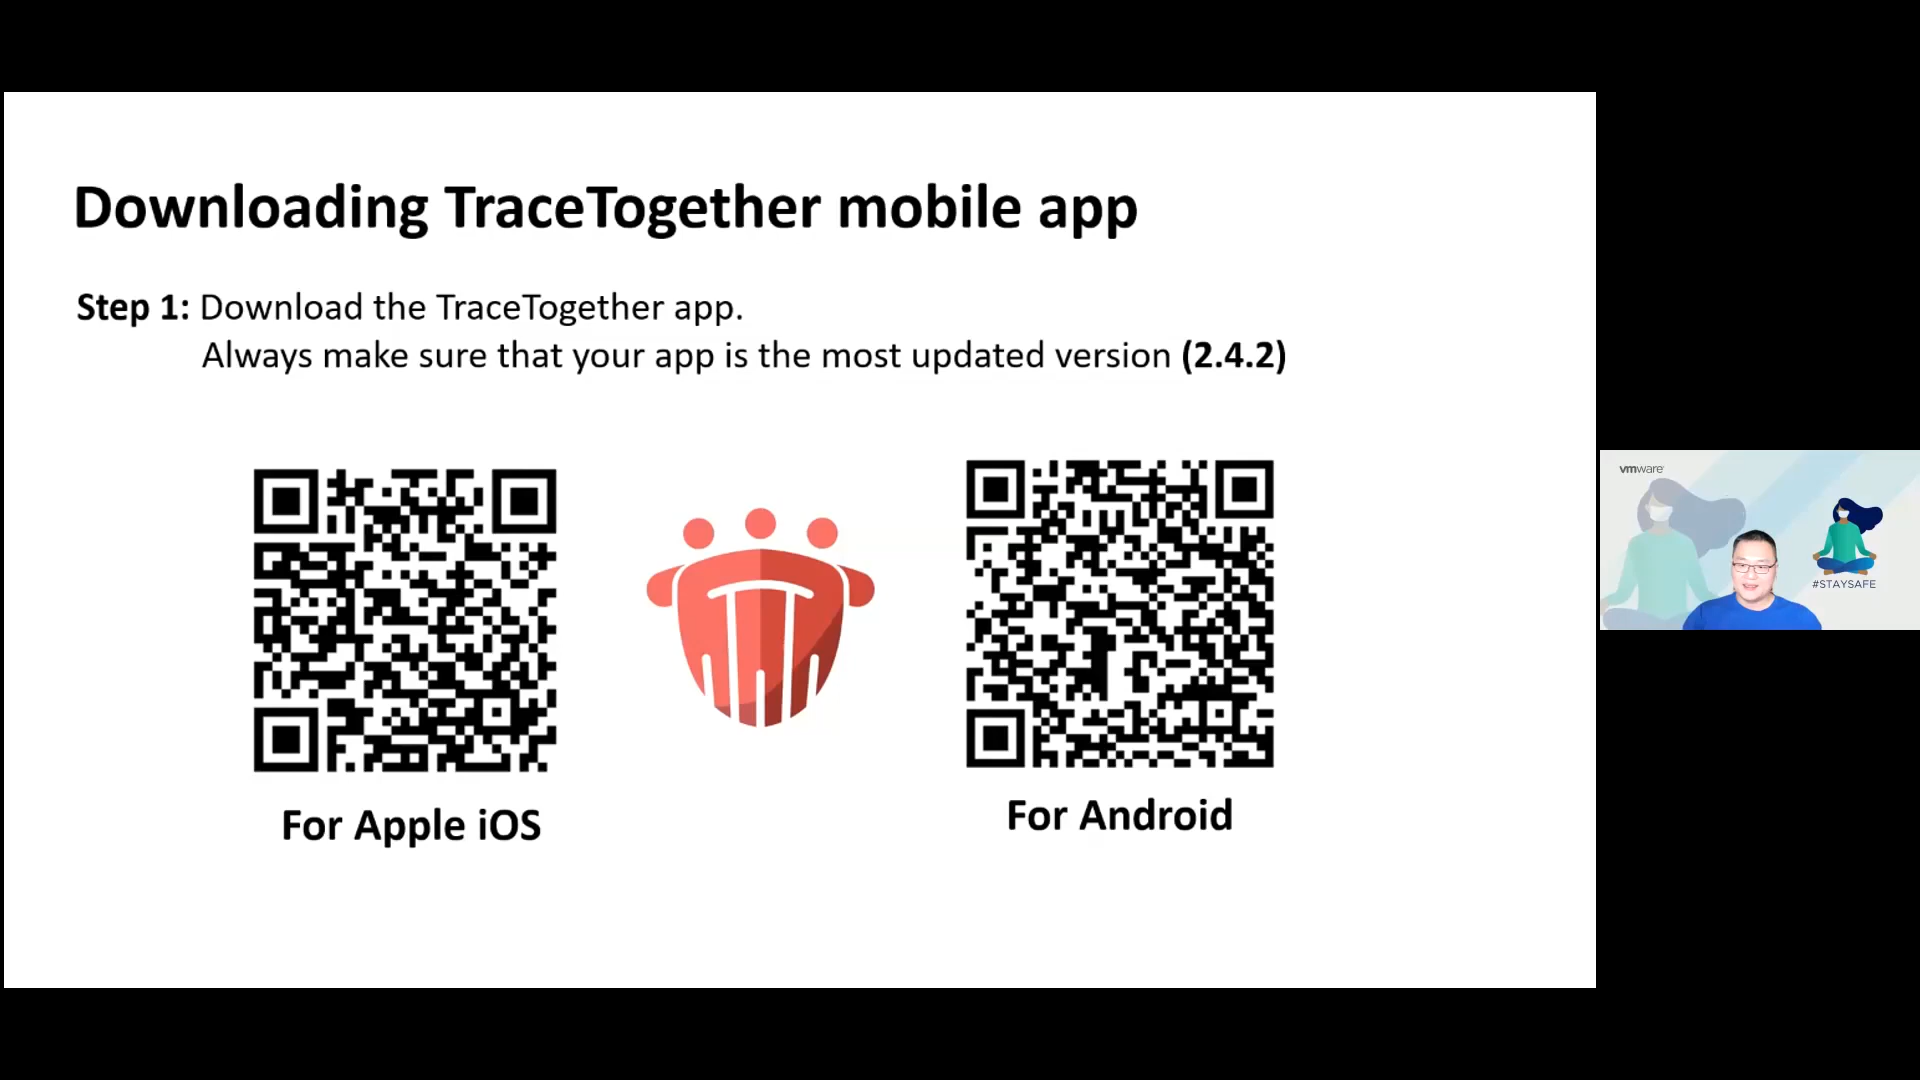 Downloading TraceTogether mobile app
Step 1: Download the TraceTogether app.
Always make sure that your app is the most updated version (2.4.2)
For Apple iOS
For Android
vmware
#STAYSAFE